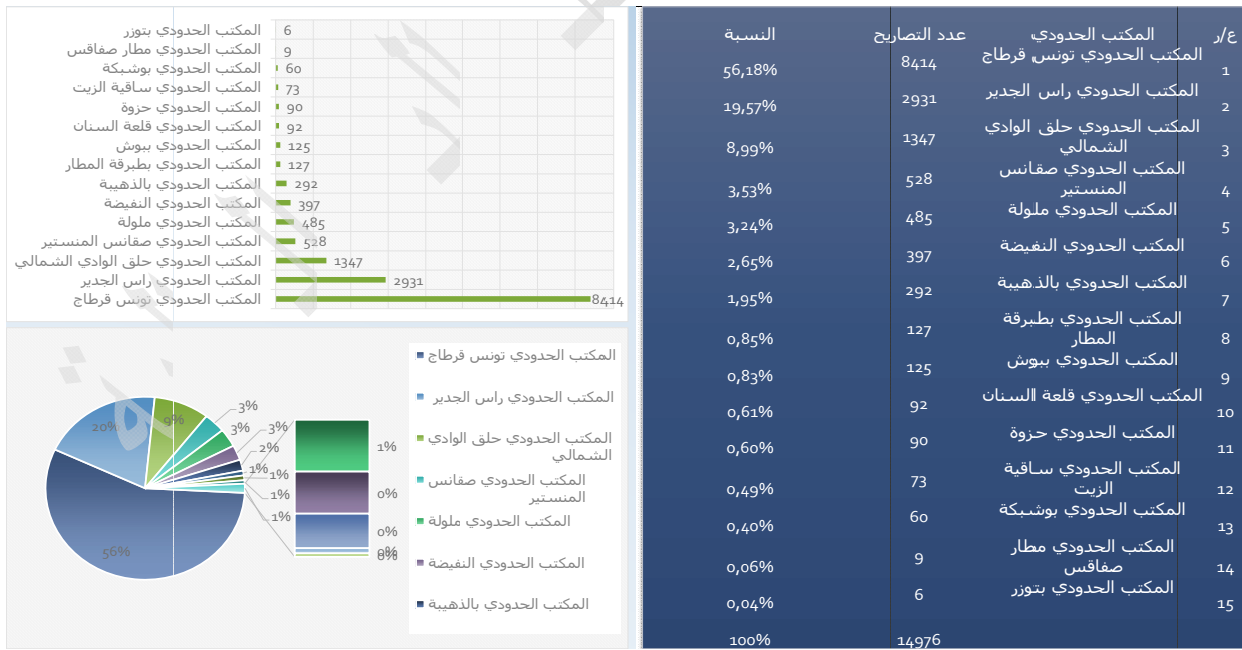 ع/ر المكتب الحدودي عدد التصاريح النسبة
1 المكتب الحدودي تونس قرطاج 8414 56,18%
2 المكتب الحدودي راس الجدير 2931 19,57%
3 المكتب الحدودي حلق الوادي
الشمالي 1347 8,99%
4 المكتب الحدودي صقانس
المنستير 528 3,53%
5 المكتب الحدودي ملولة 485 3,24%
6 المكتب الحدودي النفيضة 397 2,65%
7 المكتب الحدودي بالذهيبة 292 1,95%
8 المكتب الحدودي بطبرقة
المطار 127 0,85%
9 المكتب الحدودي ببوش 125 0,83%
10 المكتب الحدودي قلعة السنان 92 0,61%
11 المكتب الحدودي حزوة 90 0,60%
12 المكتب الحدودي ساقية
الزيت 73 0,49%
13 المكتب الحدودي بوشبكة 60 0,40%
14 المكتب الحدودي مطار
صفاقس 9 0,06%
15 المكتب الحدودي بتوزر 6 0,04%
14976 100%
المكتب الحدودي بتوزر 6
المكتب الحدودي مطار صفاقس 9
المكتب الحدودي بوشبكة 60
المكتب الحدودي ساقية الزيت 73
المكتب الحدودي حزوة 90
المكتب الحدودي قلعة السنان 92
المكتب الحدودي ببوش 125
المكتب الحدودي بطبرقة المطار 127
المكتب الحدودي بالذهيبة 292
المكتب الحدودي النفيضة 397
المكتب الحدودي ملولة 485
المكتب الحدودي صقانس المنستير 528
المكتب الحدودي حلق الوادي الشمالي 1347
المكتب الحدودي راس الجدير 2931
المكتب الحدودي تونس قرطاج 8414
المكتب الحدودي تونس قرطاج
المكتب الحدودي راس الجدير
المكتب الحدودي حلق الوادي
الشمالي
المكتب الحدودي صقانس
المنستير
المكتب الحدودي ملولة
المكتب الحدودي النفيضة
المكتب الحدودي بالذهيبة
56%
20%
9%
3%
3%
3%
2%
1%
1%
1%
1%
1%
0%
0%
0%
0%